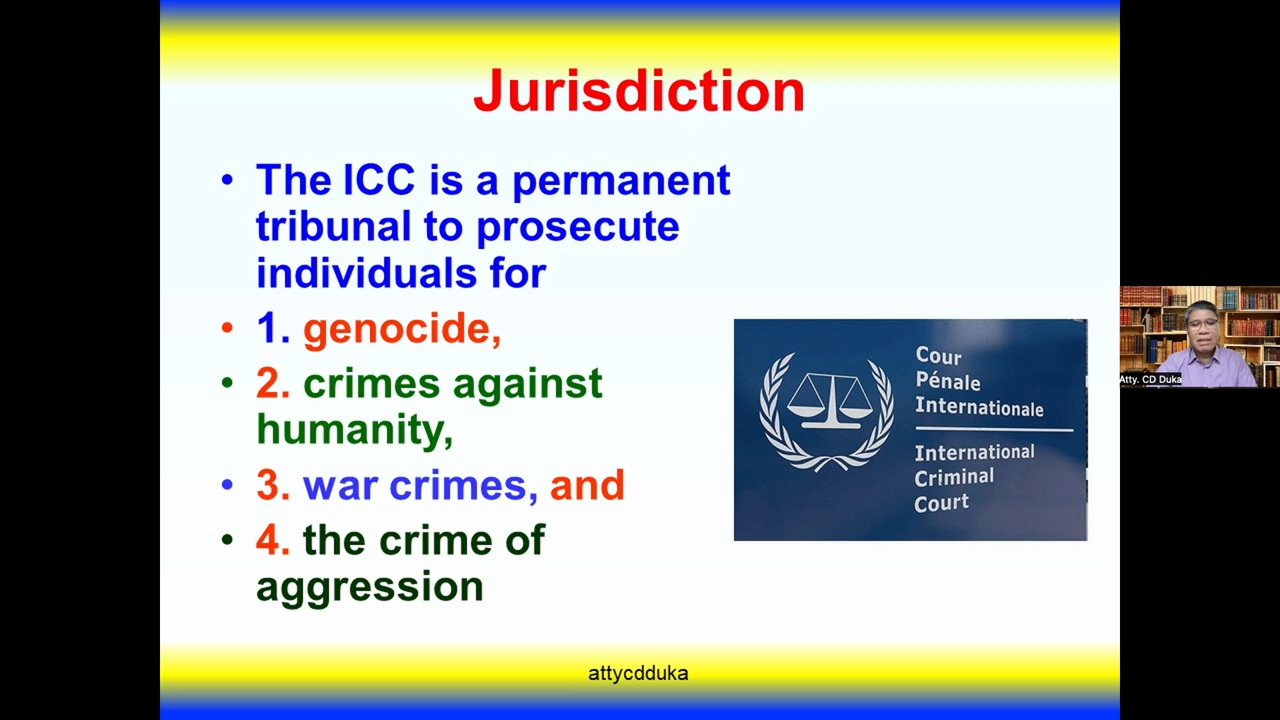 Jurisdiction
• The ICC is a permanent
tribunal to prosecute
individuals for
• 1. genocide,
• 2. crimes against
humanity,
• 3. war crimes, and
• 4. the crime of
aggression
Cour
Pénale
Internationale
International
Criminal
Court
Atty. CD Duka
attycdduka